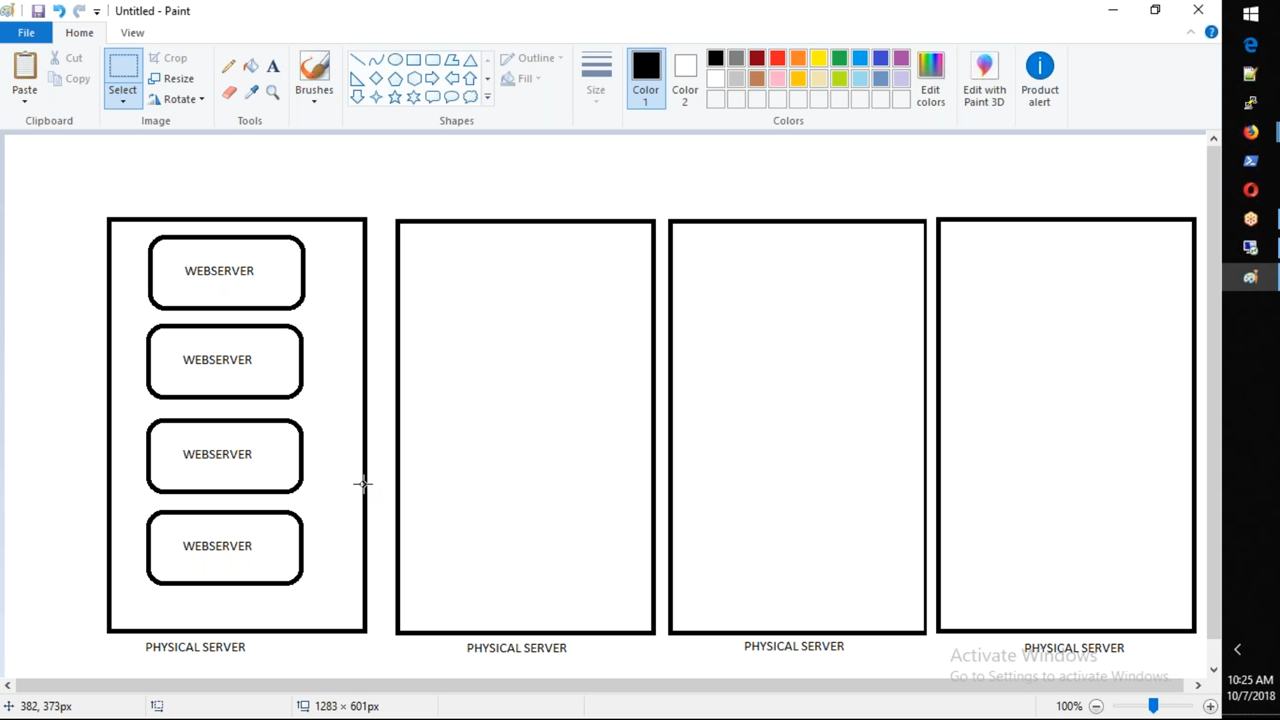 Untitled - Paint
File
Home
View
Paste
Cut
Copy
Clipboard
Select
Crop
Resize
Rotate
Image
Tools
Brushes
Shapes
Outline
Fill
Size
Color 1
Color 2
Edit colors
Colors
Edit with Paint 3D
Product alert
WEBSERVER
WEBSERVER
WEBSERVER
WEBSERVER
PHYSICAL SERVER
PHYSICAL SERVER
PHYSICAL SERVER
PHYSICAL SERVER
Activate Windows
Go to Settings to activate Windows.
382, 373px
1283 × 601px
100%
10:25 AM
10/7/2018